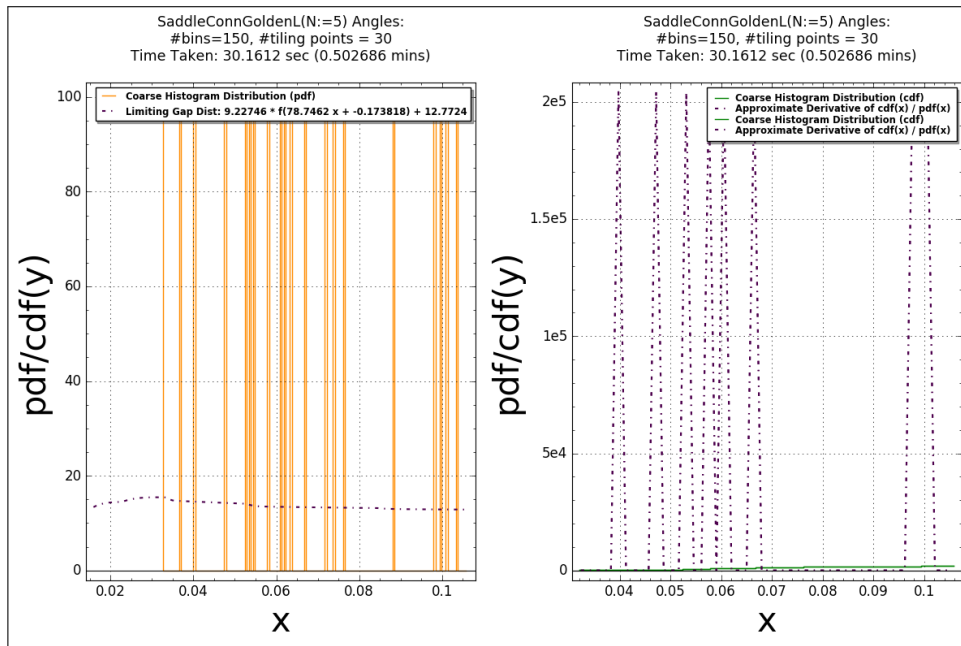 SaddleConnGoldenL(N:=5) Angles:
#bins=150, #tiling points = 30
Time Taken: 30.1612 sec (0.502686 mins)
Coarse Histogram Distribution (pdf)
Limiting Gap Dist: 9.22746 * f(78.7462 x + -0.173818) + 12.7724
pdf/cdf(y)
100
80
60
40
20
0
0.02 0.04 0.06 0.08 0.1
x
SaddleConnGoldenL(N:=5) Angles:
#bins=150, #tiling points = 30
Time Taken: 30.1612 sec (0.502686 mins)
Coarse Histogram Distribution (cdf)
Approximate Derivative of cdf(x) / pdf(x)
Coarse Histogram Distribution (cdf)
Approximate Derivative of cdf(x) / pdf(x)
pdf/cdf(y)
2e5
1.5e5
1e5
5e4
0
0.04 0.05 0.06 0.07 0.08 0.09 0.1
x